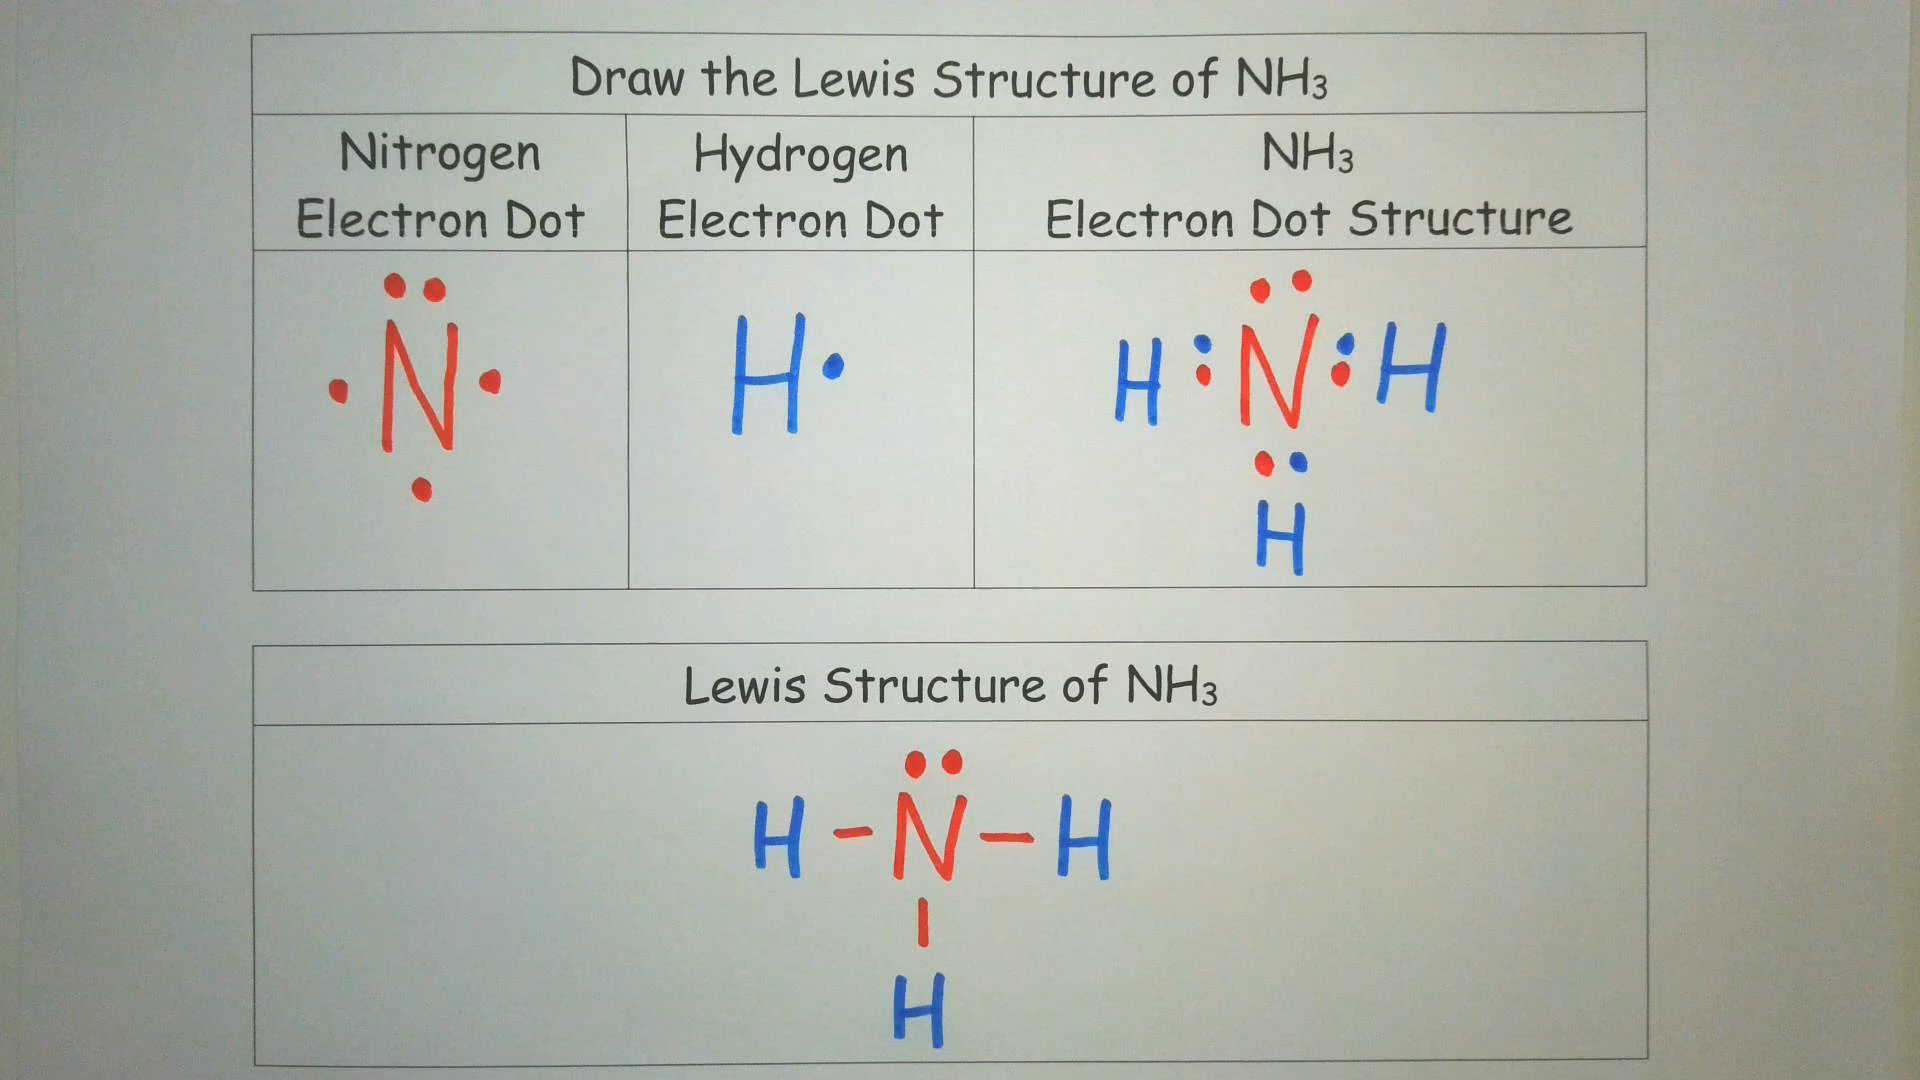 Draw the Lewis Structure of NH₃
Nitrogen
Electron Dot
Hydrogen
Electron Dot
NH₃
Electron Dot Structure
N
H
H N H
H
Lewis Structure of NH₃
H - N - H
H